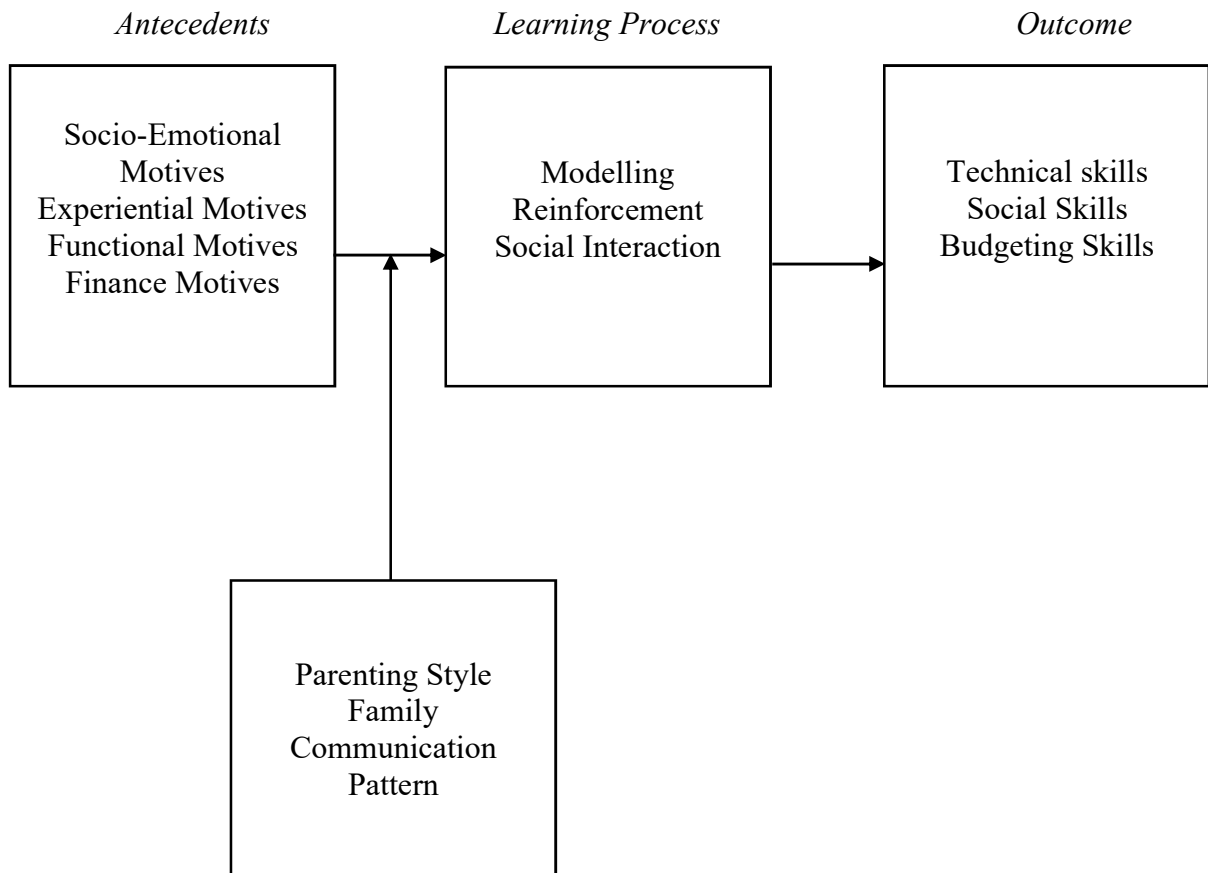 Antecedents
Learning Process
Outcome
Socio-Emotional
Motives
Experiential Motives
Functional Motives
Finance Motives
Modelling
Reinforcement
Social Interaction
Technical skills
Social Skills
Budgeting Skills
Parenting Style
Family
Communication
Pattern